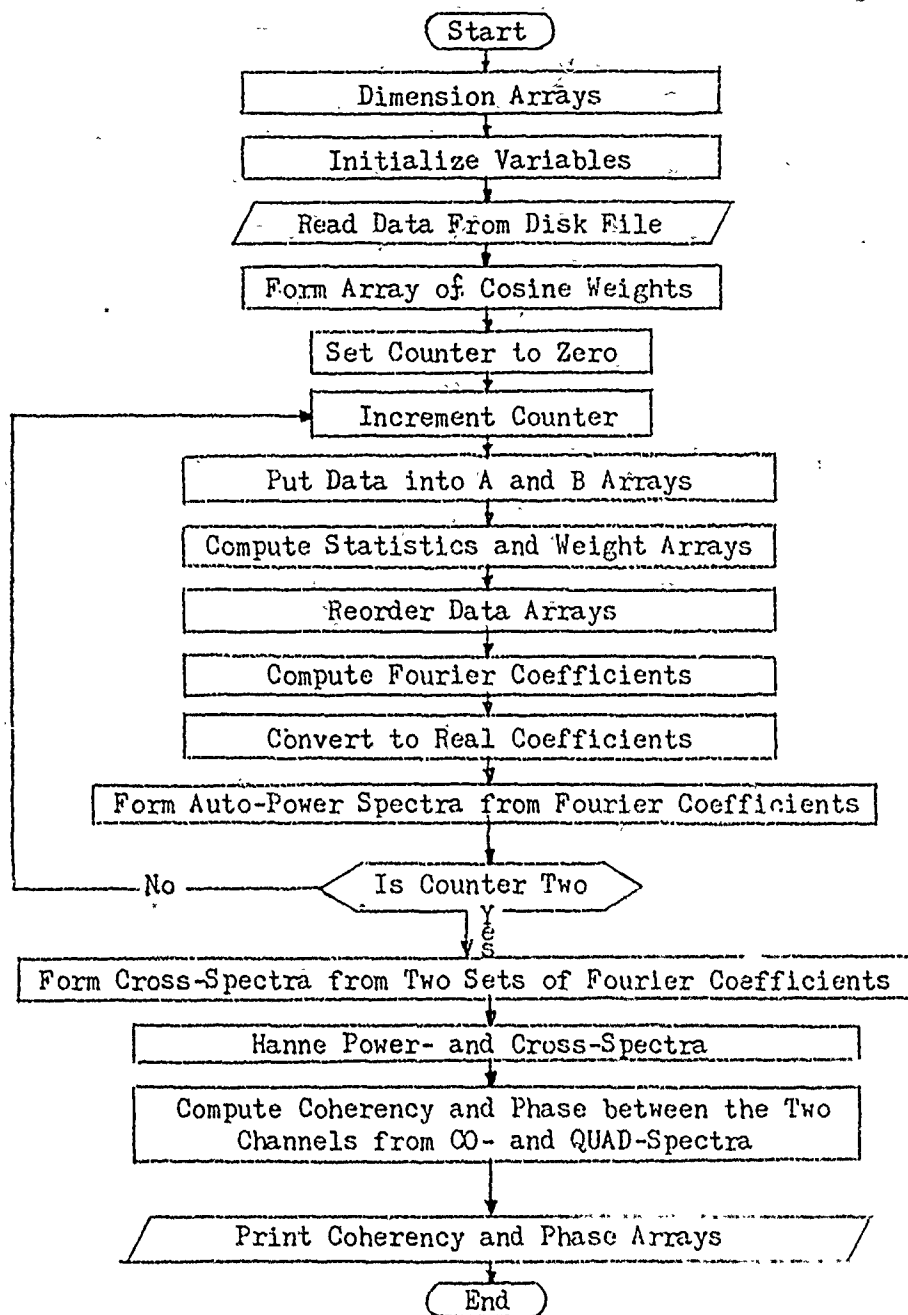 Start
Dimension Arrays
Initialize Variables
Read Data From Disk File
Form Array of Cosine Weights
Set Counter to Zero
Increment Counter
Put Data into A and B Arrays
Compute Statistics and Weight Arrays
Reorder Data Arrays
Compute Fourier Coefficients
Convert to Real Coefficients
Form Auto-Power Spectra from Fourier Coefficients
Is Counter Two
No
Yes
Form Cross-Spectra from Two Sets of Fourier Coefficients
Hanne Power- and Cross-Spectra
Compute Coherency and Phase between the Two
Channels from CO- and QUAD-Spectra
Print Coherency and Phase Arrays
End